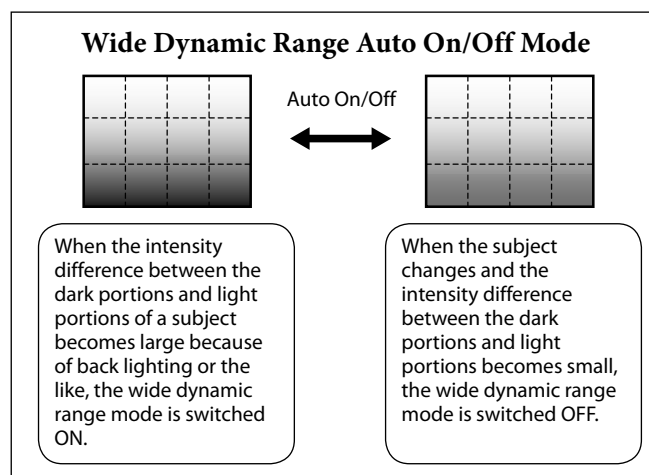 Wide Dynamic Range Auto On/Off Mode
Auto On/Off
When the intensity
difference between the
dark portions and light
portions of a subject
becomes large because
of back lighting or the
like, the wide dynamic
range mode is switched
ON.
When the subject
changes and the
intensity difference
between the dark
portions and light
portions becomes small,
the wide dynamic range
mode is switched OFF.